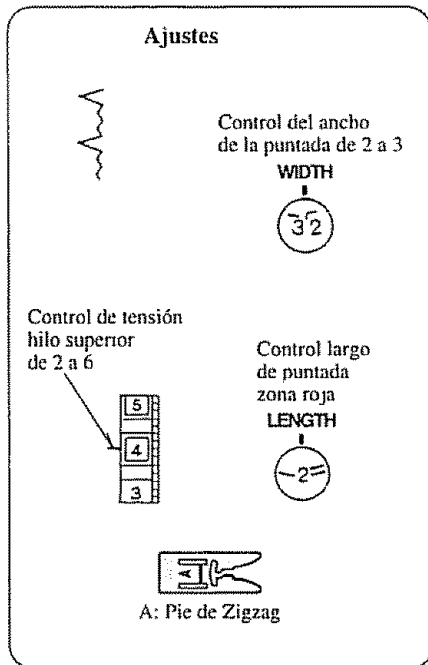 Ajustes
Control del ancho
de la puntada de 2 a 3
WIDTH
3 2
Control de tensión
hilo superior
de 2 a 6
5
4
3
Control largo
de puntada
zona roja
LENGTH
2
A
A: Pie de Zigzag